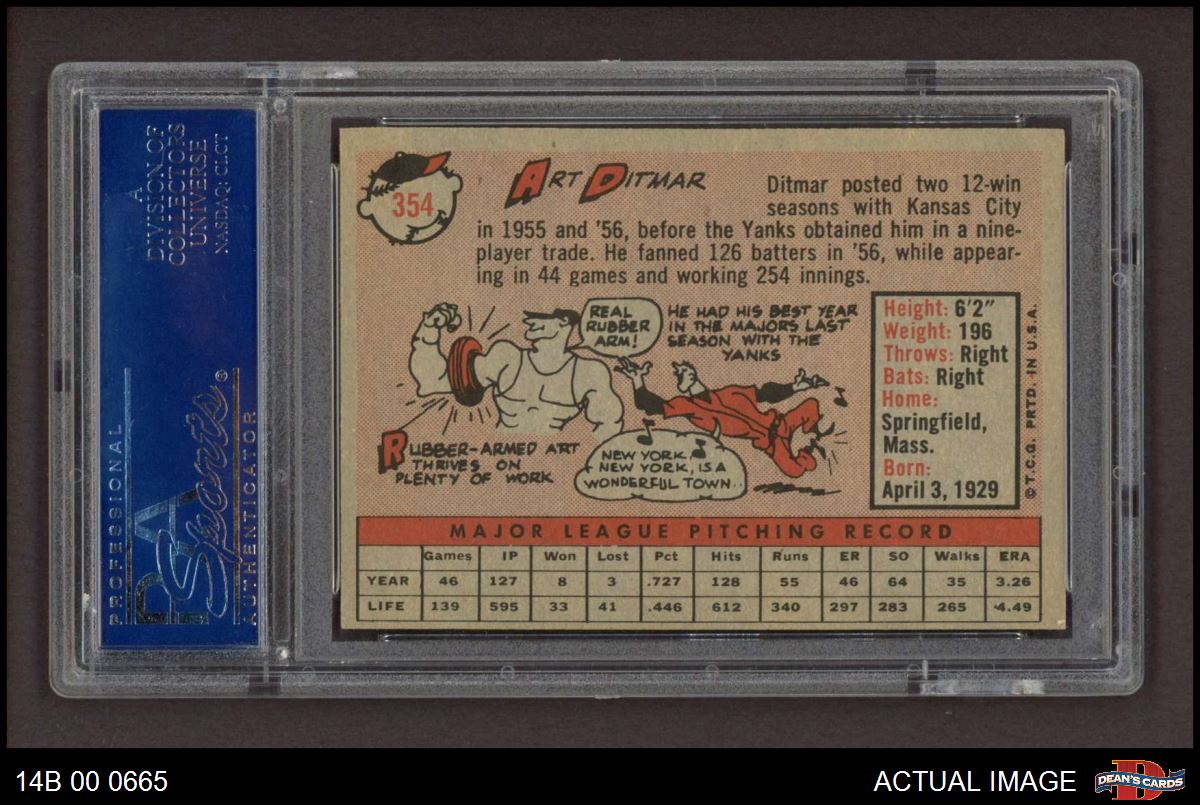 A
DIVISION OF
COLLECTORS
UNIVERSE
NASDAQ: CLCT
PROFESSIONAL
PSA
Sports®
AUTHENTICATOR
354
ART DITMAR
Ditmar posted two 12-win
seasons with Kansas City
in 1955 and '56, before the Yanks obtained him in a nine-
player trade. He fanned 126 batters in '56, while appear-
ing in 44 games and working 254 innings.
REAL
RUBBER
ARM!
HE HAD HIS BEST YEAR
IN THE MAJORS LAST
SEASON WITH THE
YANKS
RUBBER-ARMED ART
THRIVES ON
PLENTY OF WORK
NEW YORK
NEW YORK, IS A
WONDERFUL TOWN..
Height: 6'2"
Weight: 196
Throws: Right
Bats: Right
Home:
Springfield,
Mass.
Born:
April 3, 1929
©T.C.G. PRTD. IN U.S.A.
MAJOR LEAGUE PITCHING RECORD
Games IP Won Lost Pct Hits Runs ER SO Walks ERA
YEAR 46 127 8 3 .727 128 55 46 64 35 3.26
LIFE 139 595 33 41 .446 612 340 297 283 265 4.49
14B 00 0665
ACTUAL IMAGE
D
DEAN'S CARDS